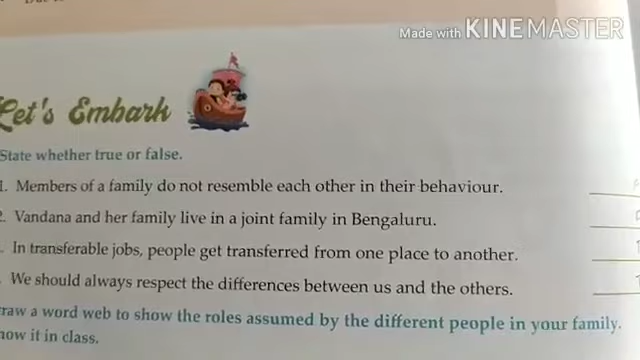 Made with KINEMASTER
Let's Embark
State whether true or false.
1. Members of a family do not resemble each other in their behaviour.
2. Vandana and her family live in a joint family in Bengaluru.
. In transferable jobs, people get transferred from one place to another.
. We should always respect the differences between us and the others.
raw a word web to show the roles assumed by the different people in your family.
how it in class.